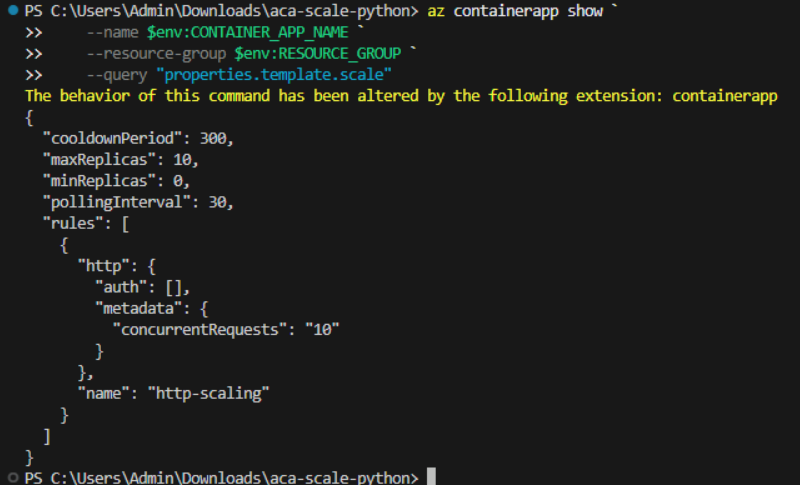 PS C:\Users\Admin\Downloads\aca-scale-python> az containerapp show `
>>     --name $env:CONTAINER_APP_NAME `
>>     --resource-group $env:RESOURCE_GROUP `
>>     --query "properties.template.scale"
The behavior of this command has been altered by the following extension: containerapp
{
  "cooldownPeriod": 300,
  "maxReplicas": 10,
  "minReplicas": 0,
  "pollingInterval": 30,
  "rules": [
    {
      "http": {
        "auth": [],
        "metadata": {
          "concurrentRequests": "10"
        }
      },
      "name": "http-scaling"
    }
  ]
}
PS C:\Users\Admin\Downloads\aca-scale-python>